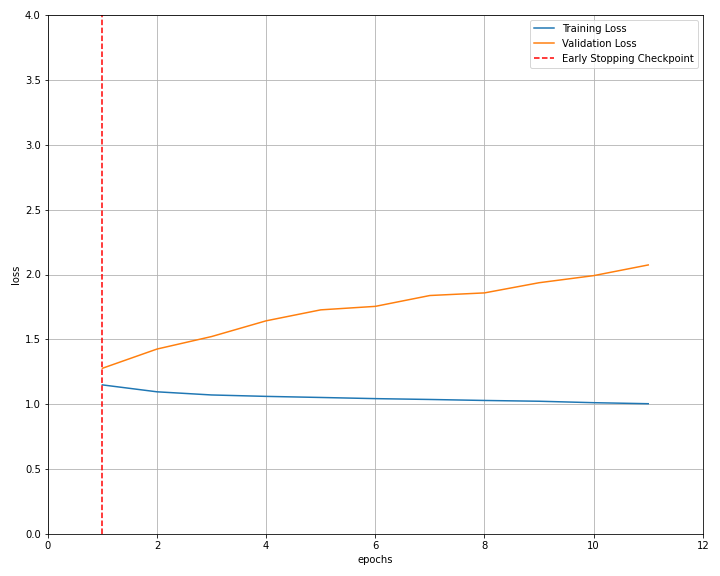 4.0
3.5
3.0
2.5
2.0
1.5
1.0
0.5
0.0
loss
Training Loss
Validation Loss
Early Stopping Checkpoint
0 2 4 6 8 10 12
epochs